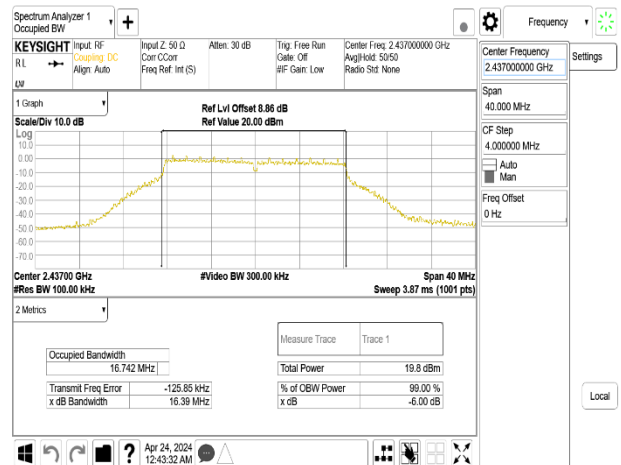 Spectrum Analyzer 1
Occupied BW
Frequency
KEYSIGHT
RL
Input: RF
Coupling: DC
Align: Auto
Input Z: 50 Ω
Corr CCorr
Freq Ref: Int (S)
Atten: 30 dB
Trig: Free Run
Gate: Off
#IF Gain: Low
Center Freq: 2.437000000 GHz
Avg|Hold: 50/50
Radio Std: None
Center Frequency
2.437000000 GHz
Settings
Span
40.000 MHz
CF Step
4.000000 MHz
Auto
Man
Freq Offset
0 Hz
1 Graph
Scale/Div 10.0 dB
Ref Lvl Offset 8.86 dB
Ref Value 20.00 dBm
Log
10.0
0.00
-10.0
-20.0
-30.0
-40.0
-50.0
-60.0
-70.0
Center 2.43700 GHz
#Res BW 100.00 kHz
#Video BW 300.00 kHz
Span 40 MHz
Sweep 3.87 ms (1001 pts)
2 Metrics
Occupied Bandwidth
16.742 MHz
Transmit Freq Error -125.85 kHz
x dB Bandwidth 16.39 MHz
Measure Trace Trace 1
Total Power 19.8 dBm
% of OBW Power 99.00 %
x dB -6.00 dB
Local
?
Apr 24, 2024
12:43:32 AM